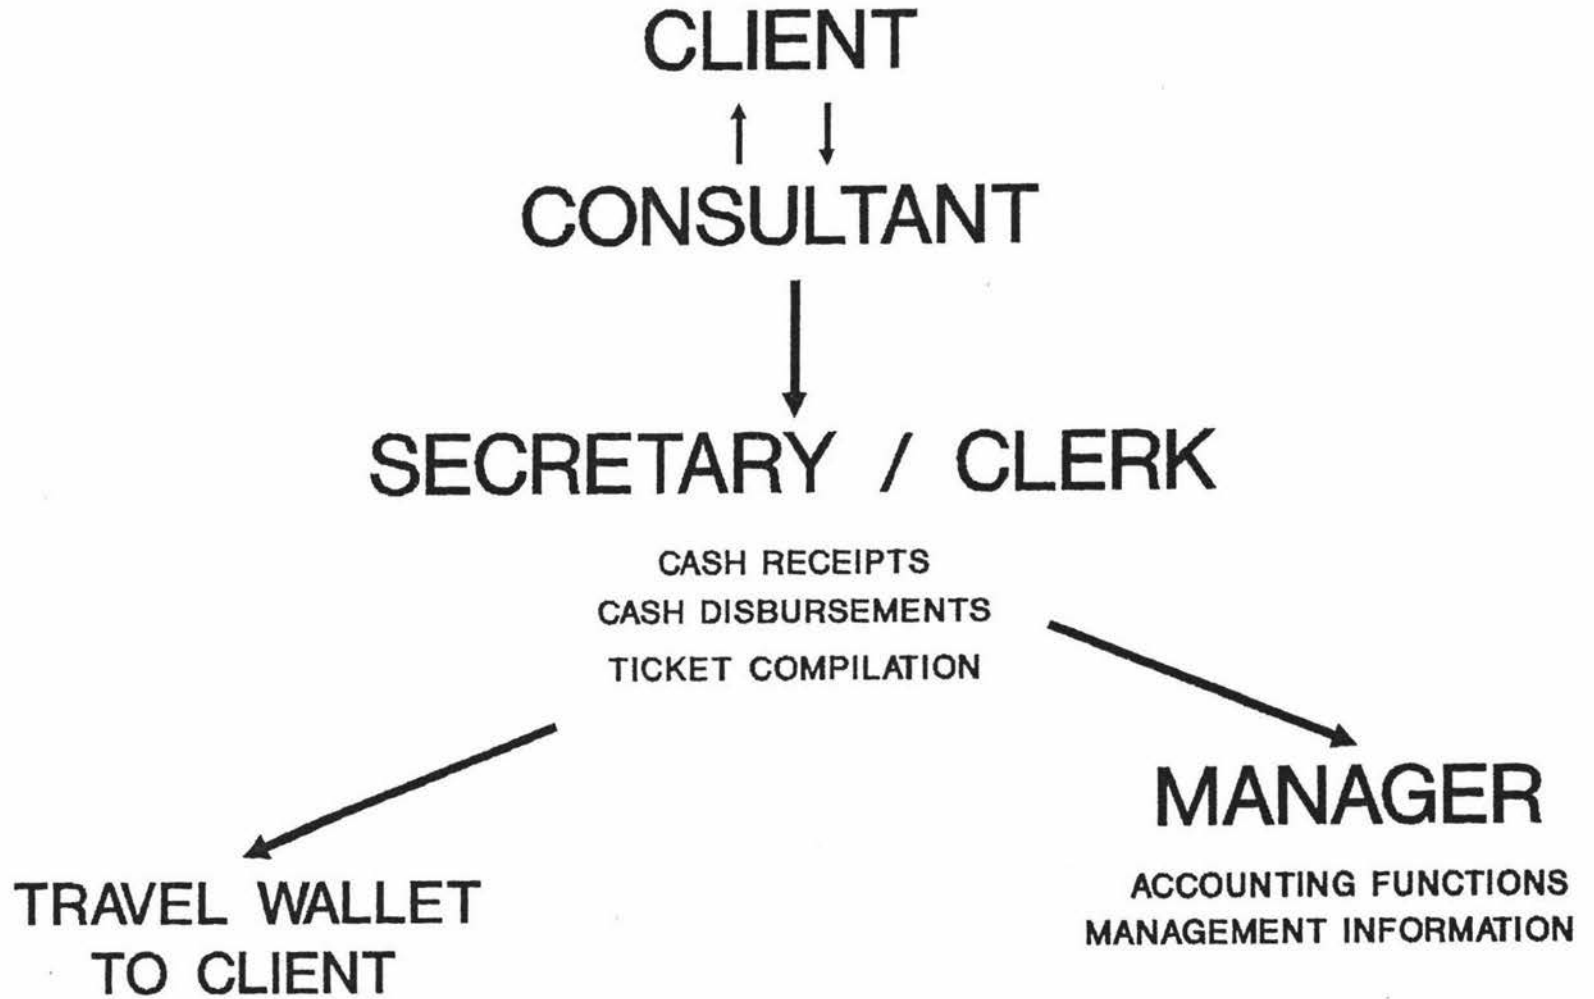 CLIENT
CONSULTANT
SECRETARY / CLERK
CASH RECEIPTS
CASH DISBURSEMENTS
TICKET COMPILATION
MANAGER
ACCOUNTING FUNCTIONS
MANAGEMENT INFORMATION
TRAVEL WALLET
TO CLIENT